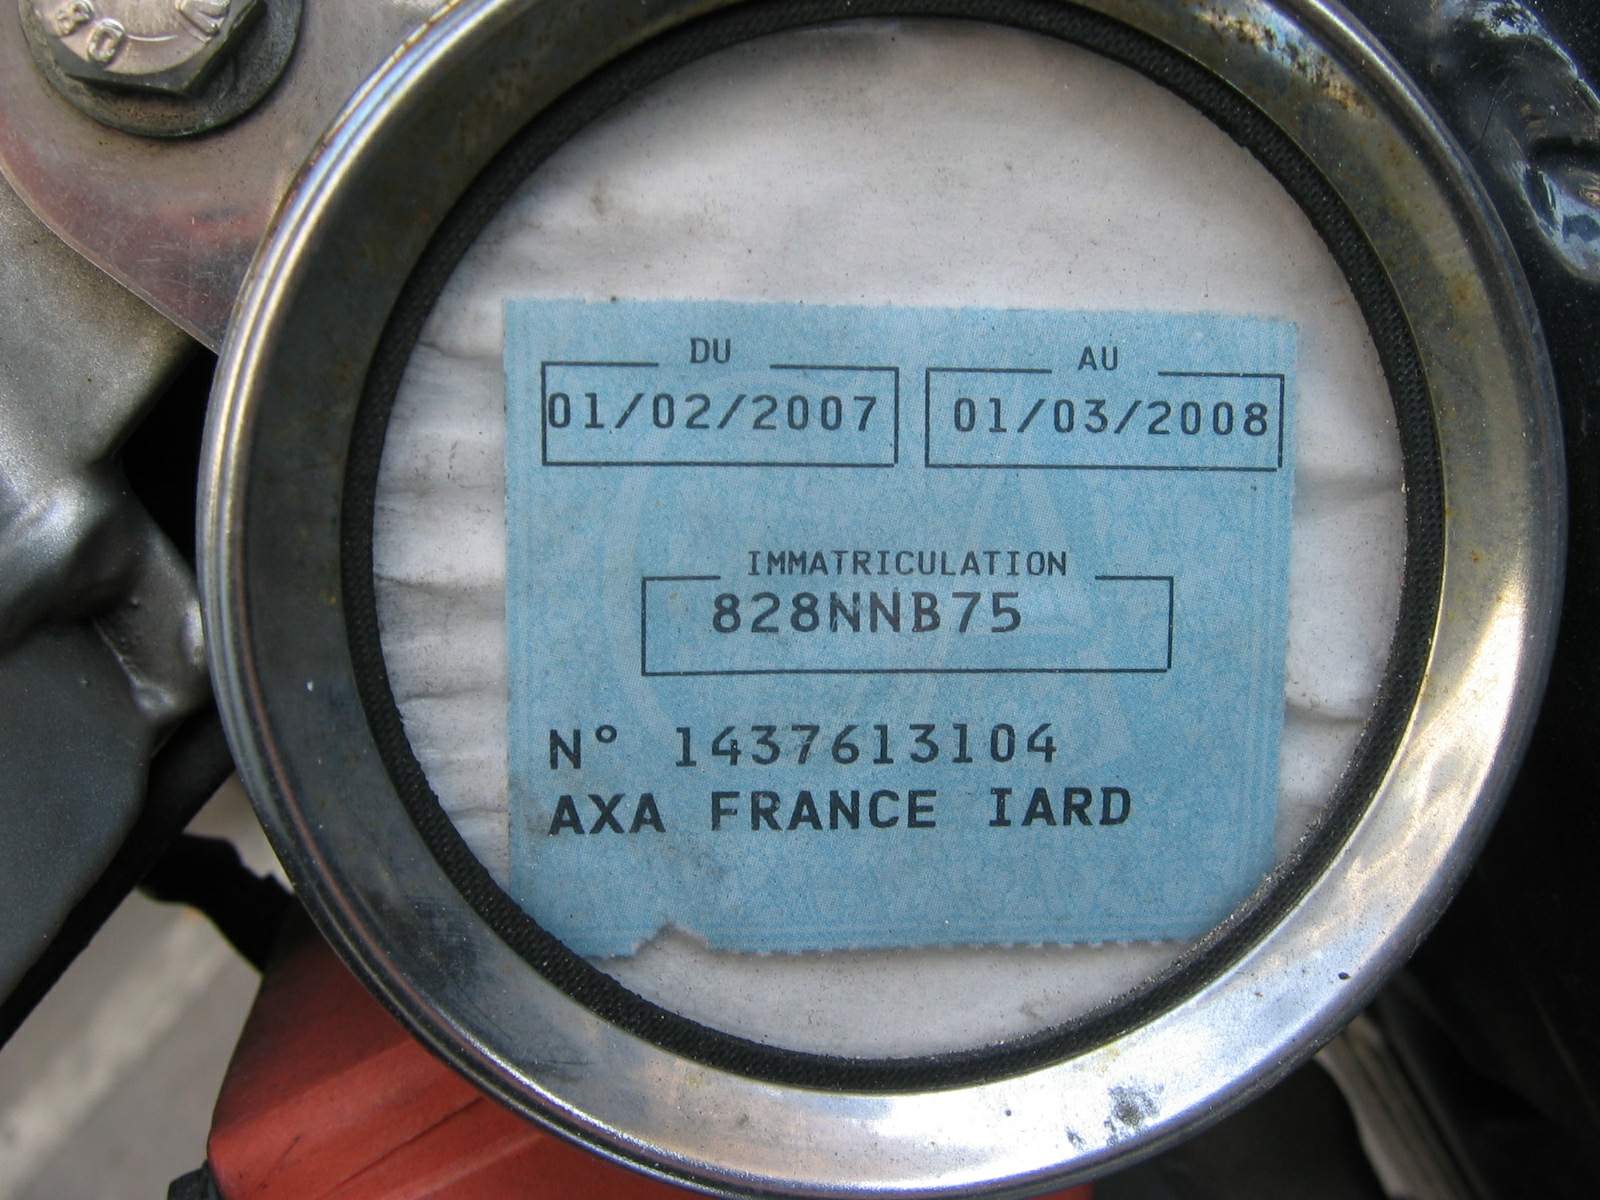 DU AU
01/02/2007 01/03/2008
IMMATRICULATION
828NNB75
N° 1437613104
AXA FRANCE IARD